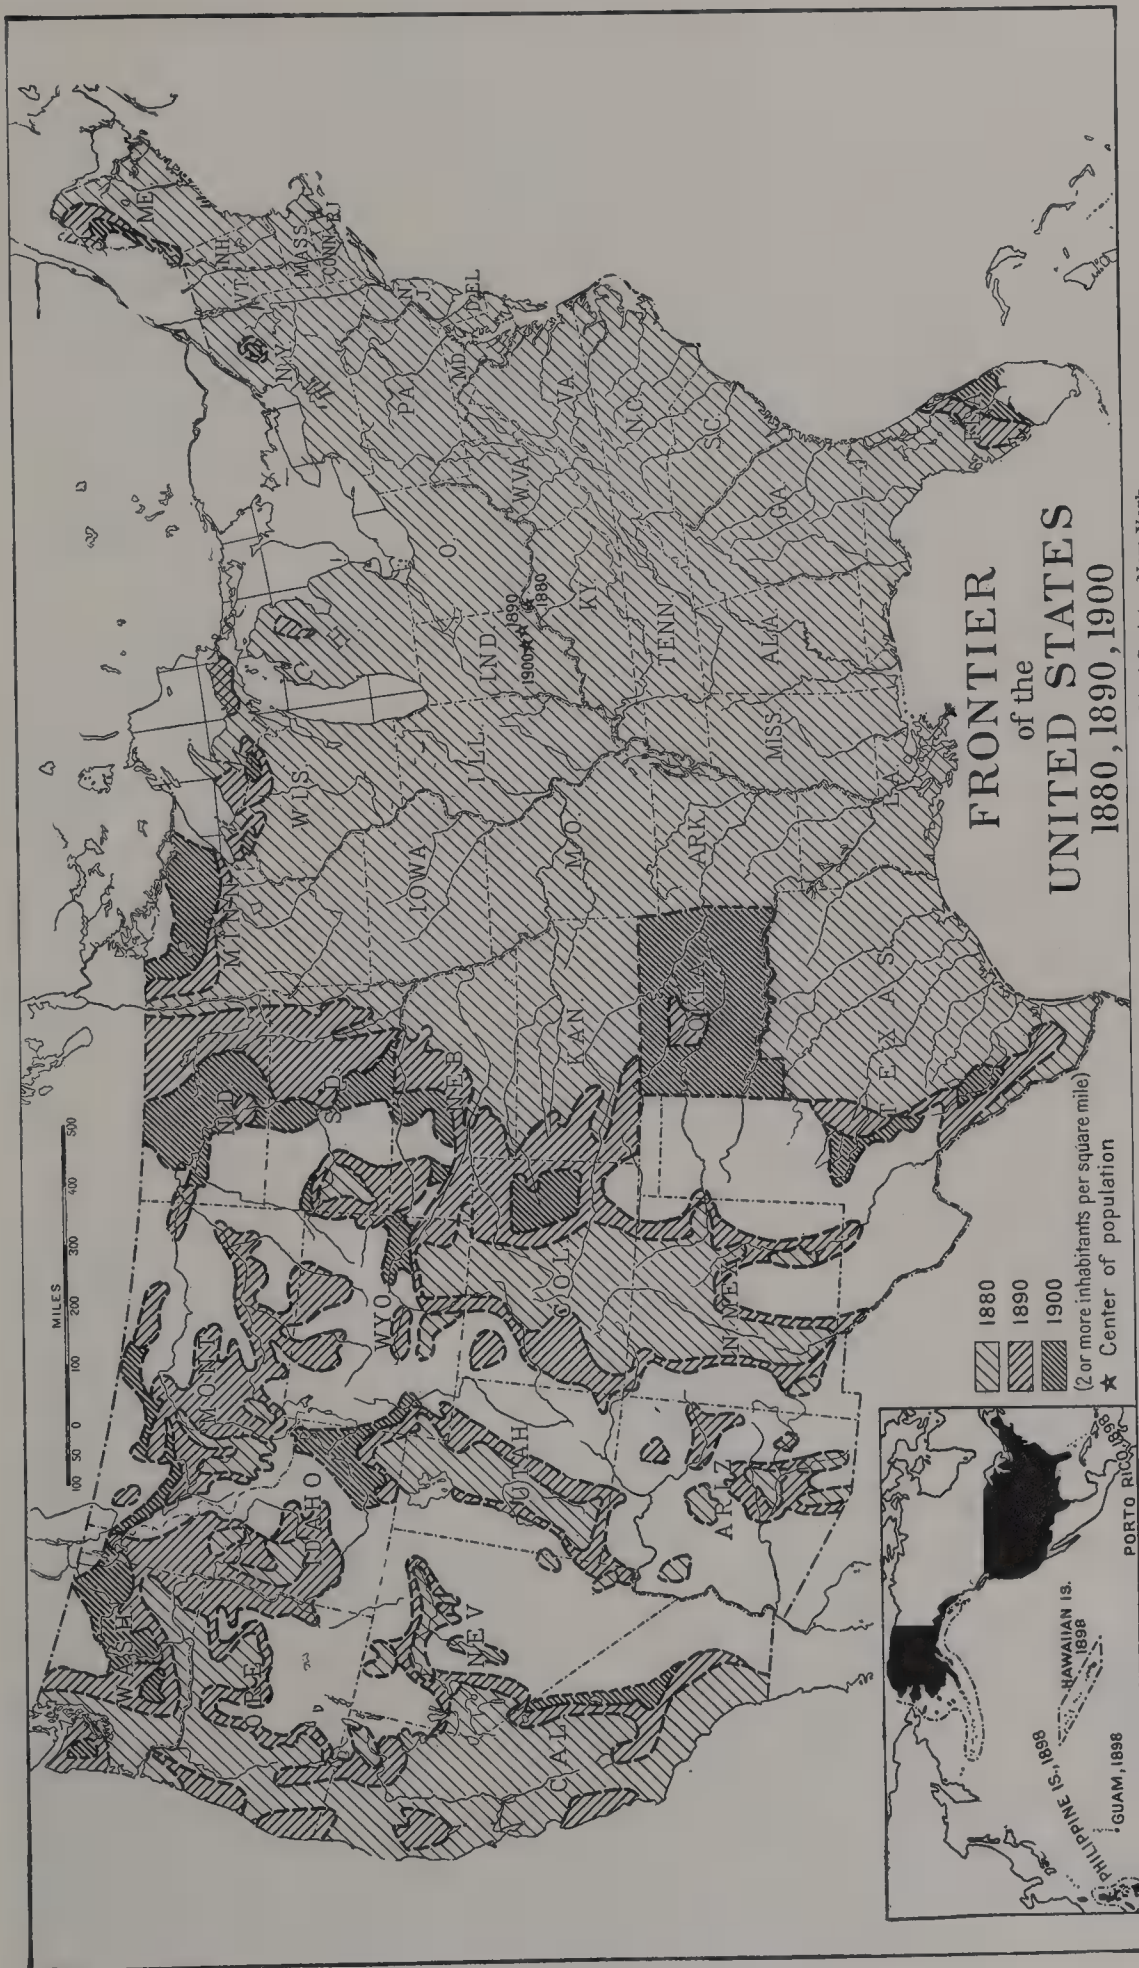 FRONTIER
of the
UNITED STATES
1880, 1890, 1900
1880
1890
1900
(2 or more inhabitants per square mile)
★ Center of population
MILES
100 50 0 100 200 300 400 500
WASH
ORE
CAL
NEV
IDAHO
MONT
WYO
UTAH
ARIZ
COL
N MEX
N D
S D
NEB
KAN
OKLA
TEXAS
MINN
IOWA
MO.
ARK
LA
WIS
ILL
MICH
IND
O
KY
TENN
MISS
ALA
GA
S C
N C
VA
W VA
MD
DEL
PA
N J
N Y
CONN
R I
MASS
VT
N H
ME
1900
1890
1880
PHILIPPINE IS., 1898
GUAM, 1898
HAWAIIAN IS.
1898
PORTO RICO, 1898